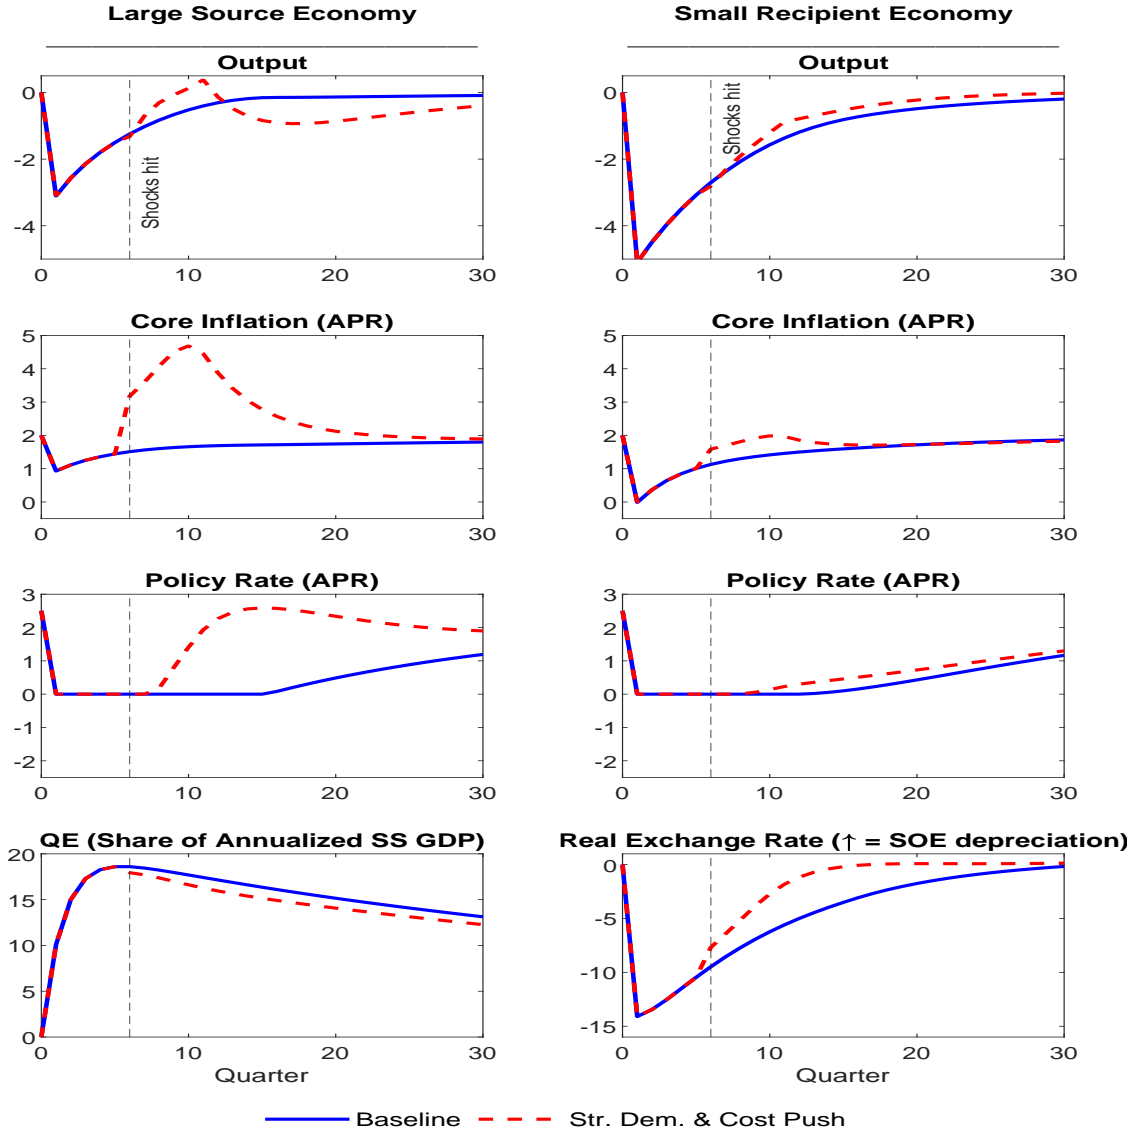 Large Source Economy
Small Recipient Economy
Output
0
-2
-4
Shocks hit
0 10 20 30
Output
0
-2
-4
Shocks hit
0 10 20 30
Core Inflation (APR)
5
4
3
2
1
0
0 10 20 30
Core Inflation (APR)
5
4
3
2
1
0
0 10 20 30
Policy Rate (APR)
3
2
1
0
-1
-2
0 10 20 30
Policy Rate (APR)
3
2
1
0
-1
-2
0 10 20 30
QE (Share of Annualized SS GDP)
20
15
10
5
0
0 10 20 30
Quarter
Real Exchange Rate (↑ = SOE depreciation)
0
-5
-10
-15
0 10 20 30
Quarter
Baseline
Str. Dem. & Cost Push